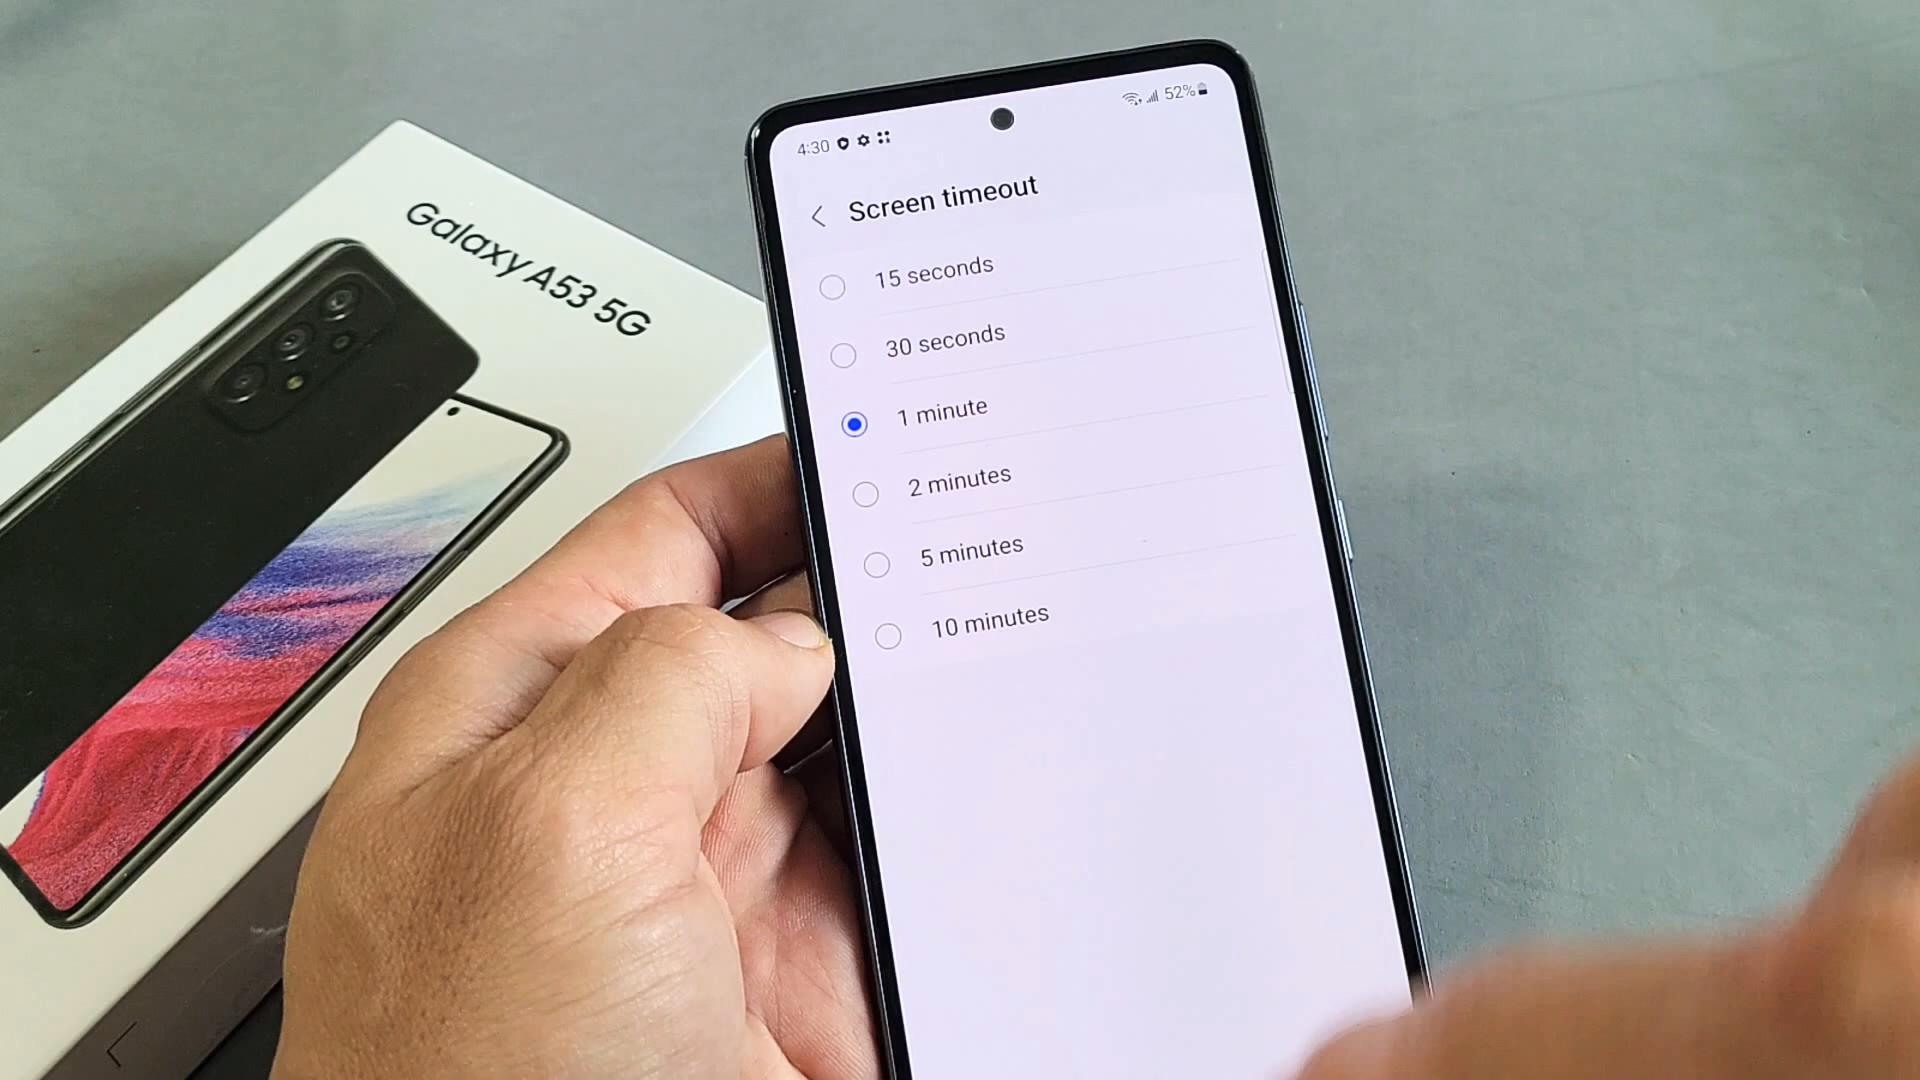 Galaxy A53 5G
4:30
52%
Screen timeout
15 seconds
30 seconds
1 minute
2 minutes
5 minutes
10 minutes